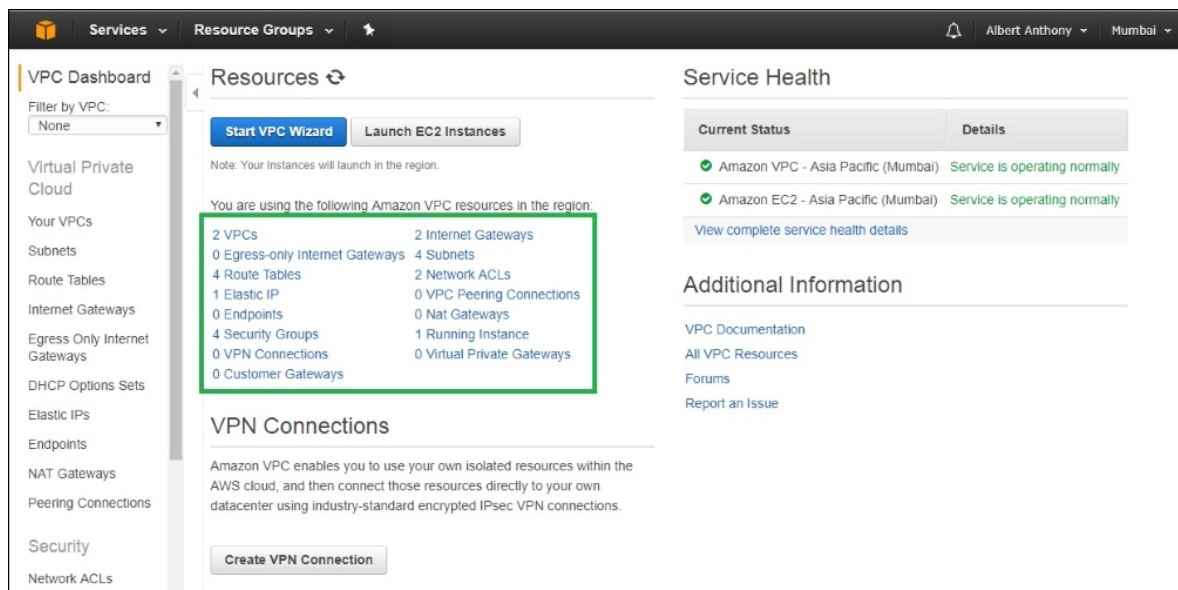 Services Resource Groups Albert Anthony Mumbai
VPC Dashboard
Filter by VPC:
None
Virtual Private
Cloud
Your VPCs
Subnets
Route Tables
Internet Gateways
Egress Only Internet
Gateways
DHCP Options Sets
Elastic IPs
Endpoints
NAT Gateways
Peering Connections
Security
Network ACLs
Resources
Start VPC Wizard Launch EC2 Instances
Note: Your Instances will launch in the region.
You are using the following Amazon VPC resources in the region:
2 VPCs 2 Internet Gateways
0 Egress-only Internet Gateways 4 Subnets
4 Route Tables 2 Network ACLs
1 Elastic IP 0 VPC Peering Connections
0 Endpoints 0 Nat Gateways
4 Security Groups 1 Running Instance
0 VPN Connections 0 Virtual Private Gateways
0 Customer Gateways
VPN Connections
Amazon VPC enables you to use your own isolated resources within the
AWS cloud, and then connect those resources directly to your own
datacenter using industry-standard encrypted IPsec VPN connections.
Create VPN Connection
Service Health
Current Status Details
Amazon VPC - Asia Pacific (Mumbai) Service is operating normally
Amazon EC2 - Asia Pacific (Mumbai) Service is operating normally
View complete service health details
Additional Information
VPC Documentation
All VPC Resources
Forums
Report an Issue